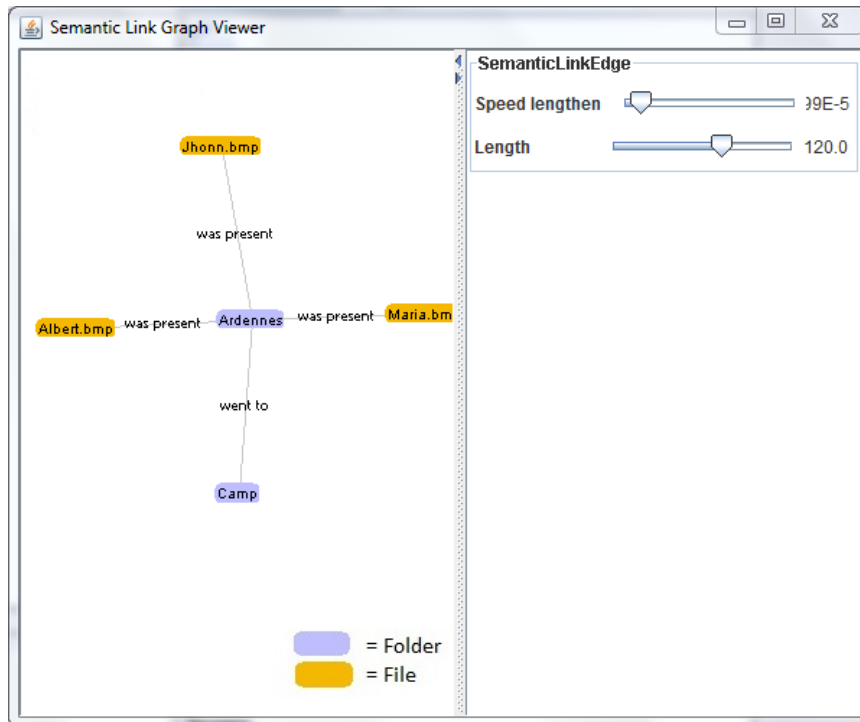 Semantic Link Graph Viewer
SemanticLinkEdge
Speed lengthen 99E-5
Length 120.0
Jhonn.bmp
was present
Albert.bmp was present Ardennes was present Maria.bm
went to
Camp
= Folder
= File